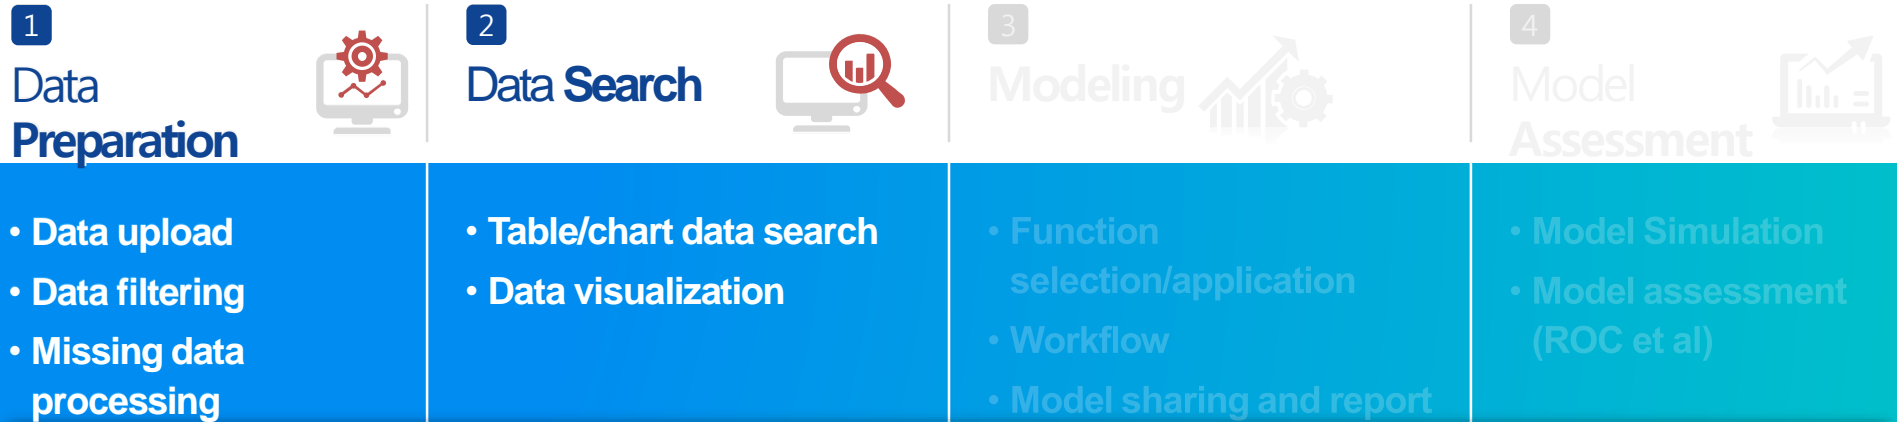 1
Data
Preparation
• Data upload
• Data filtering
• Missing data
processing
2
Data Search
• Table/chart data search
• Data visualization
3
Modeling
• Function
selection/application
• Workflow
• Model sharing and report
4
Model
Assessment
• Model Simulation
• Model assessment
(ROC et al)